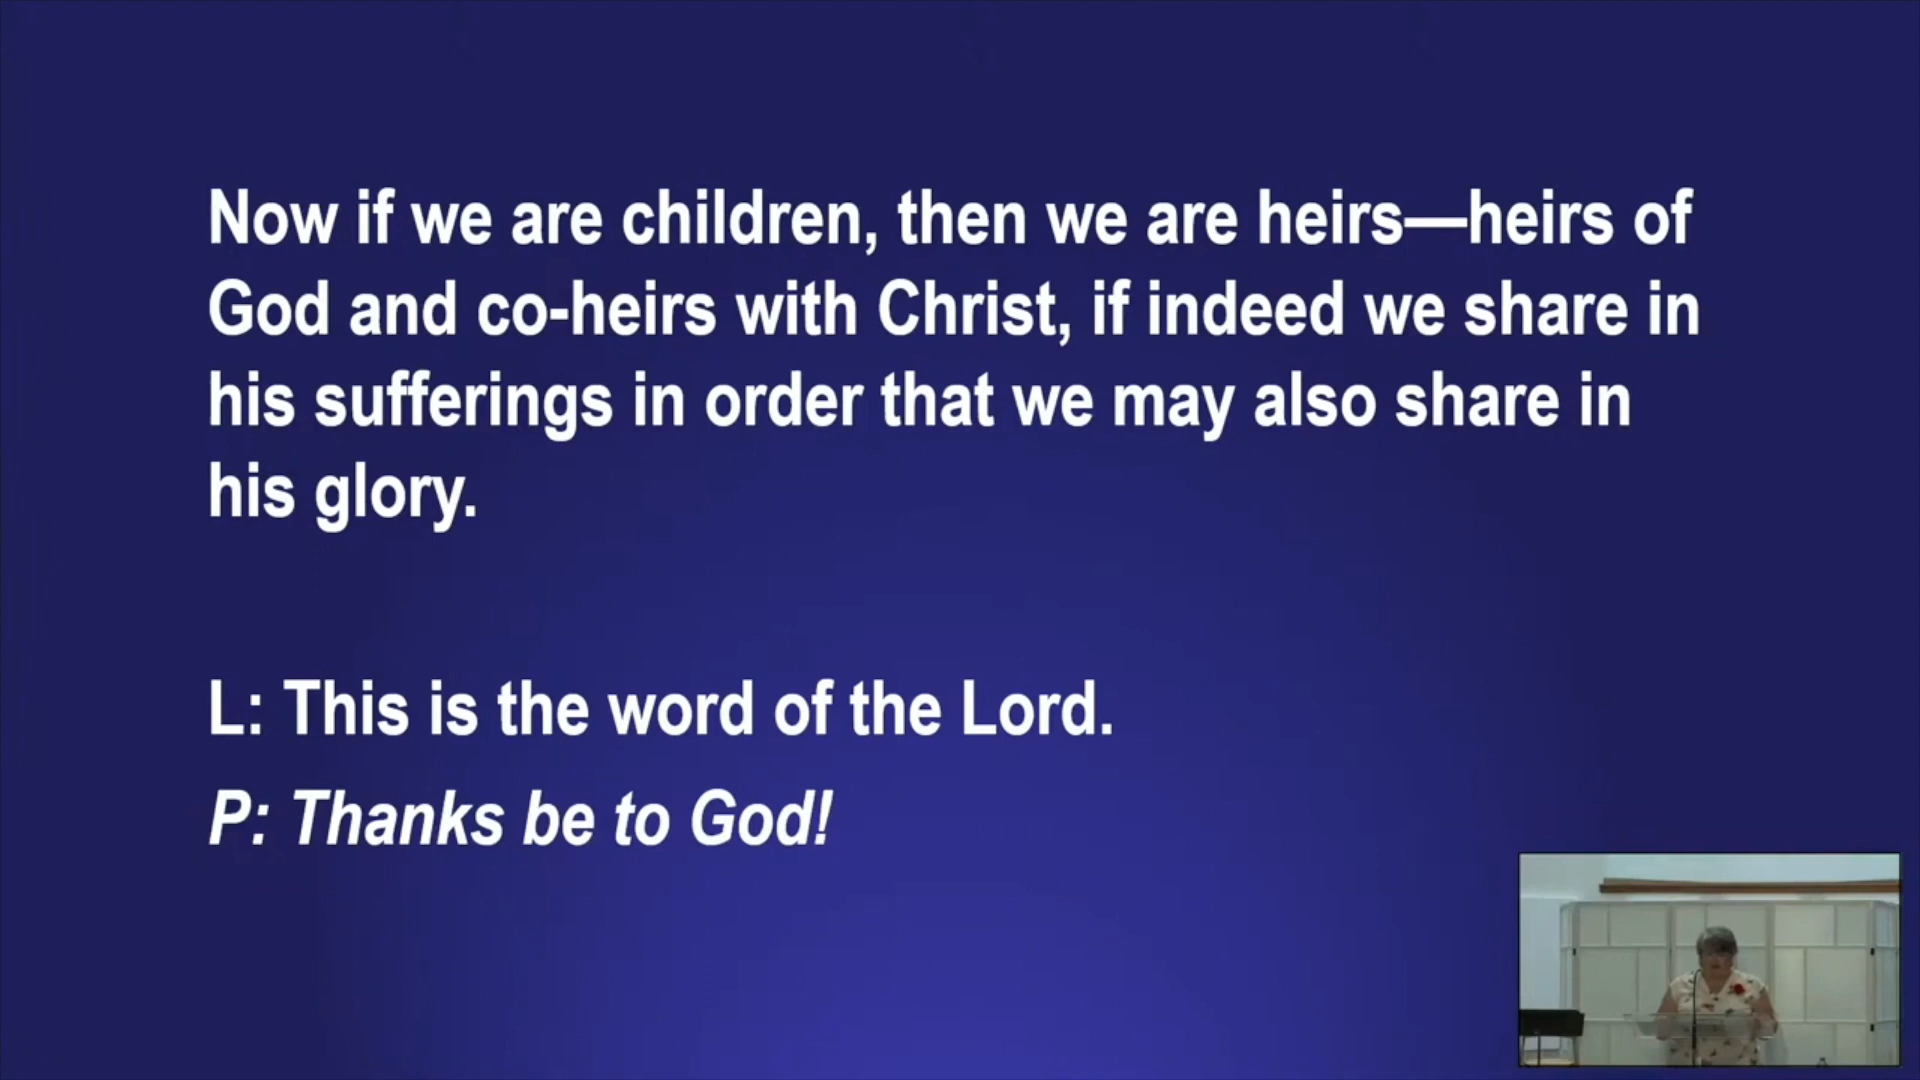 Now if we are children, then we are heirs—heirs of
God and co-heirs with Christ, if indeed we share in
his sufferings in order that we may also share in
his glory.
L: This is the word of the Lord.
P: Thanks be to God!